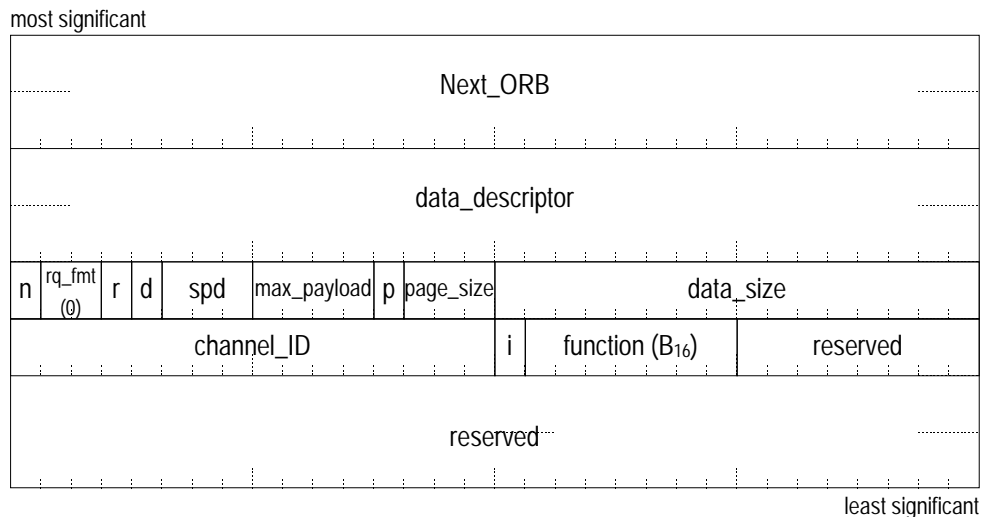 most significant
Next_ORB
data_descriptor
n rq_fmt (0) r d spd max_payload p page_size data_size
channel_ID i function (B₁₆) reserved
reserved
least significant